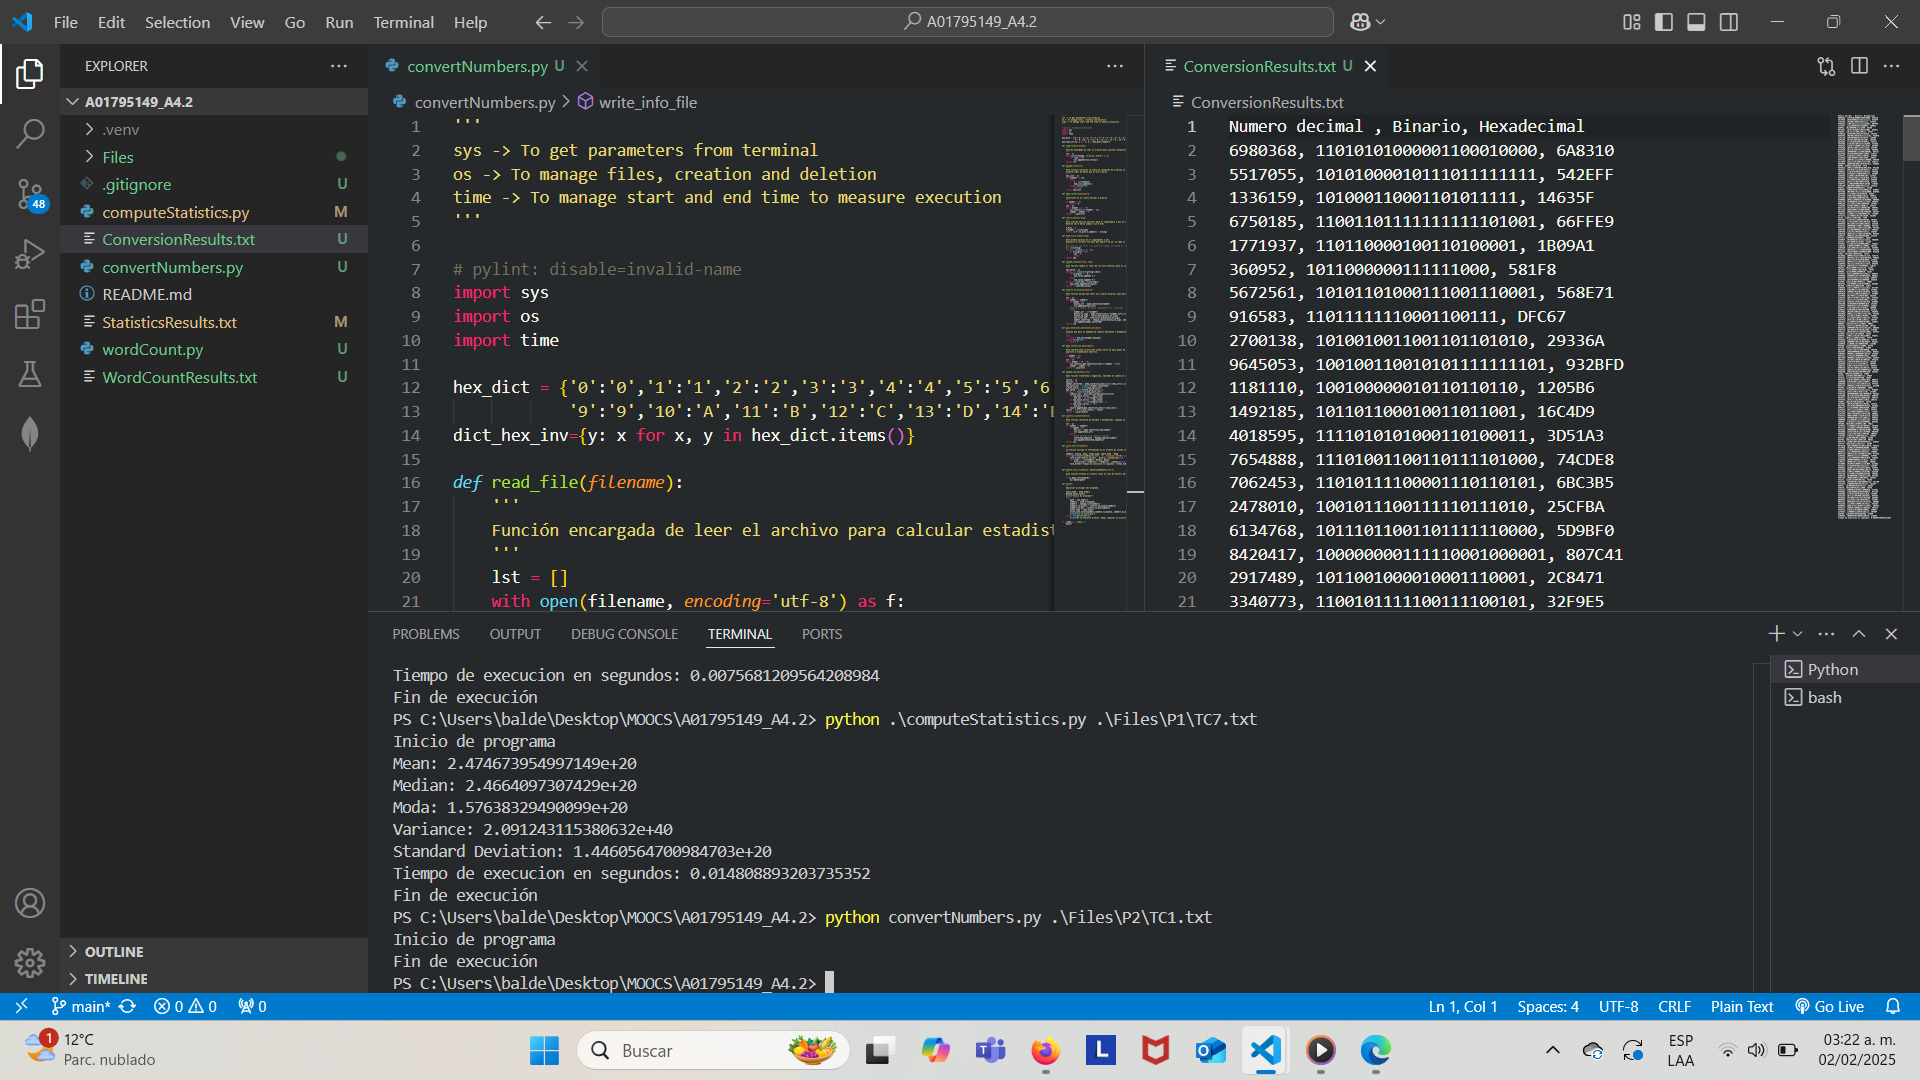 File Edit Selection View Go Run Terminal Help
A01795149_A4.2
EXPLORER
A01795149_A4.2
.venv
Files
.gitignore U
computeStatistics.py M
ConversionResults.txt U
convertNumbers.py U
README.md
StatisticsResults.txt M
wordCount.py U
WordCountResults.txt U
OUTLINE
TIMELINE
48
convertNumbers.py U
convertNumbers.py > write_info_file
1 '''
2 sys -> To get parameters from terminal
3 os -> To manage files, creation and deletion
4 time -> To manage start and end time to measure execution
5 '''
6
7 # pylint: disable=invalid-name
8 import sys
9 import os
10 import time
11
12 hex_dict = {'0':'0','1':'1','2':'2','3':'3','4':'4','5':'5','6
13 '9':'9','10':'A','11':'B','12':'C','13':'D','14':'
14 dict_hex_inv={y: x for x, y in hex_dict.items()}
15
16 def read_file(filename):
17 '''
18 Función encargada de leer el archivo para calcular estadist
19 '''
20 lst = []
21 with open(filename, encoding='utf-8') as f:
ConversionResults.txt U
ConversionResults.txt
1 Numero decimal , Binario, Hexadecimal
2 6980368, 11010101000001100010000, 6A8310
3 5517055, 10101000010111011111111, 542EFF
4 1336159, 101000110001101011111, 14635F
5 6750185, 11001101111111111101001, 66FFE9
6 1771937, 110110000100110100001, 1B09A1
7 360952, 1011000000111111000, 581F8
8 5672561, 10101101000111001110001, 568E71
9 916583, 11011111110001100111, DFC67
10 2700138, 1010010011001101101010, 29336A
11 9645053, 100100110010101111111101, 932BFD
12 1181110, 100100000010110110110, 1205B6
13 1492185, 101101100010011011001, 16C4D9
14 4018595, 1111010101000110100011, 3D51A3
15 7654888, 11101001100110111101000, 74CDE8
16 7062453, 11010111100001110110101, 6BC3B5
17 2478010, 1001011100111110111010, 25CFBA
18 6134768, 10111011001101111110000, 5D9BF0
19 8420417, 100000000111110001000001, 807C41
20 2917489, 1011001000010001110001, 2C8471
21 3340773, 1100101111100111100101, 32F9E5
PROBLEMS OUTPUT DEBUG CONSOLE TERMINAL PORTS
Python
bash
Tiempo de execucion en segundos: 0.0075681209564208984
Fin de execución
PS C:\Users\balde\Desktop\MOOCS\A01795149_A4.2> python .\computeStatistics.py .\Files\P1\TC7.txt
Inicio de programa
Mean: 2.474673954997149e+20
Median: 2.4664097307429e+20
Moda: 1.57638329490099e+20
Variance: 2.091243115380632e+40
Standard Deviation: 1.4460564700984703e+20
Tiempo de execucion en segundos: 0.014808893203735352
Fin de execución
PS C:\Users\balde\Desktop\MOOCS\A01795149_A4.2> python convertNumbers.py .\Files\P2\TC1.txt
Inicio de programa
Fin de execución
PS C:\Users\balde\Desktop\MOOCS\A01795149_A4.2>
main* 0 0 0
Ln 1, Col 1 Spaces: 4 UTF-8 CRLF Plain Text Go Live
1
12°C
Parc. nublado
Buscar
L
ESP
LAA
03:22 a. m.
02/02/2025